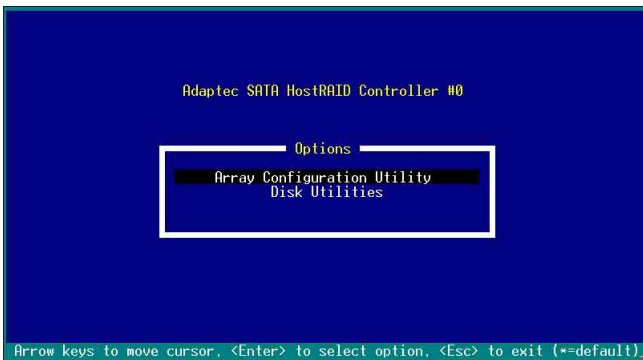 Adaptec SATA HostRAID Controller #0
Options
Array Configuration Utility
Disk Utilities
Arrow keys to move cursor, <Enter> to select option, <Esc> to exit (*=default)